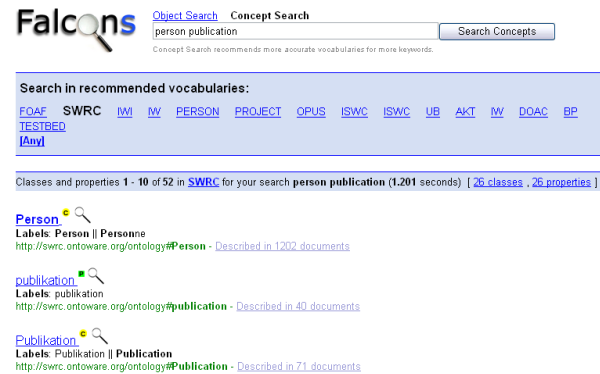 Falcons
Object Search Concept Search
person publication Search Concepts
Concept Search recommends more accurate vocabularies for more keywords.
Search in recommended vocabularies:
FOAF SWRC IWI IW PERSON PROJECT OPUS ISWC ISWC UB AKT IW DOAC BP
TESTBED
[Any]
Classes and properties 1 - 10 of 52 in SWRC for your search person publication (1.201 seconds) [ 26 classes , 26 properties ]
Person C
Labels: Person || Personne
http://swrc.ontoware.org/ontology#Person - Described in 1202 documents
publikation P
Labels: publikation
http://swrc.ontoware.org/ontology#publication - Described in 40 documents
Publikation C
Labels: Publikation || Publication
http://swrc.ontoware.org/ontology#Publication - Described in 71 documents